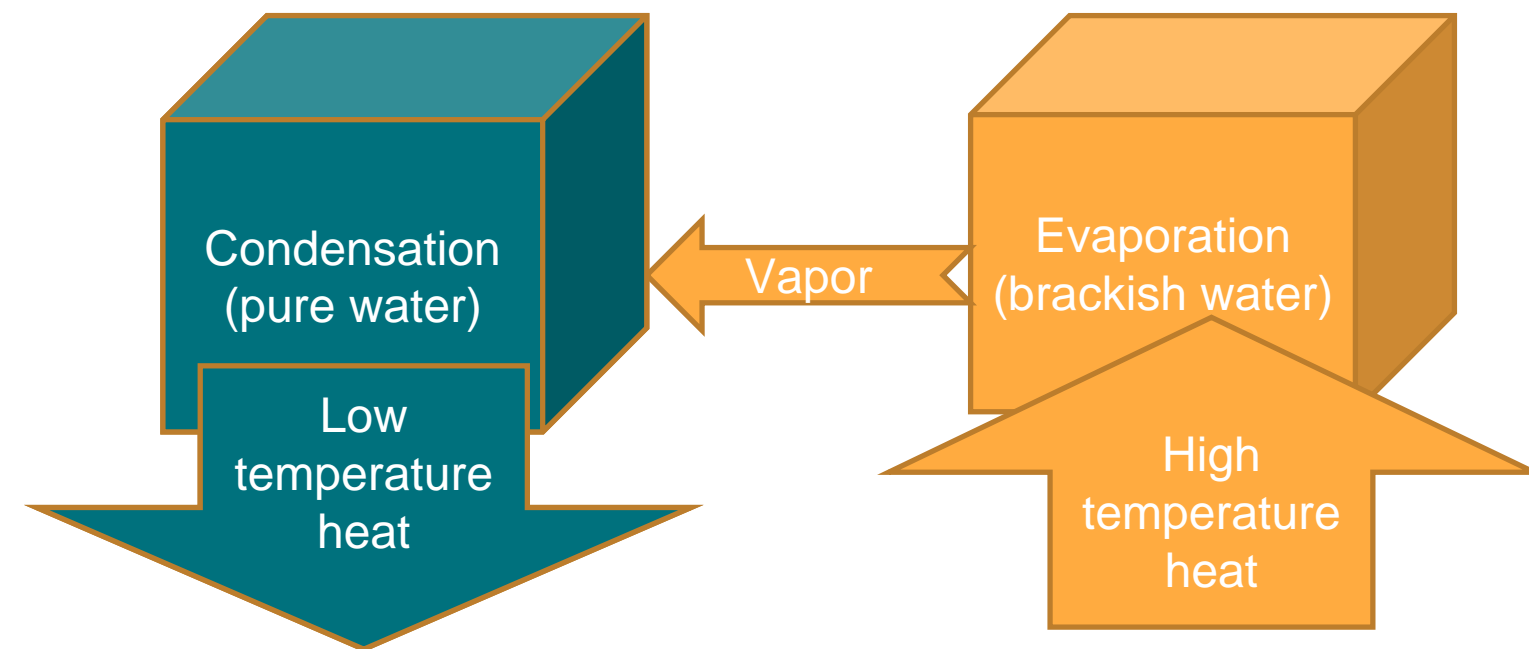 Condensation
(pure water)
Low
temperature
heat
Vapor
Evaporation
(brackish water)
High
temperature
heat